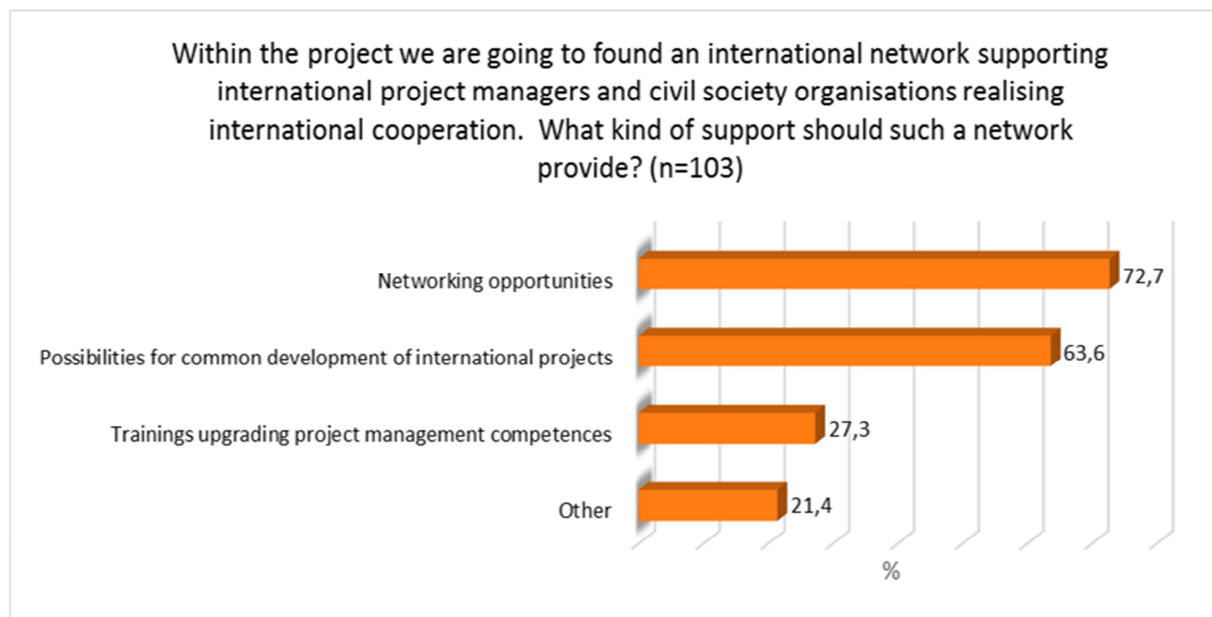 Within the project we are going to found an international network supporting
international project managers and civil society organisations realising
international cooperation.  What kind of support should such a network
provide? (n=103)
Networking opportunities
72,7
Possibilities for common development of international projects
63,6
Trainings upgrading project management competences
27,3
Other
21,4
%